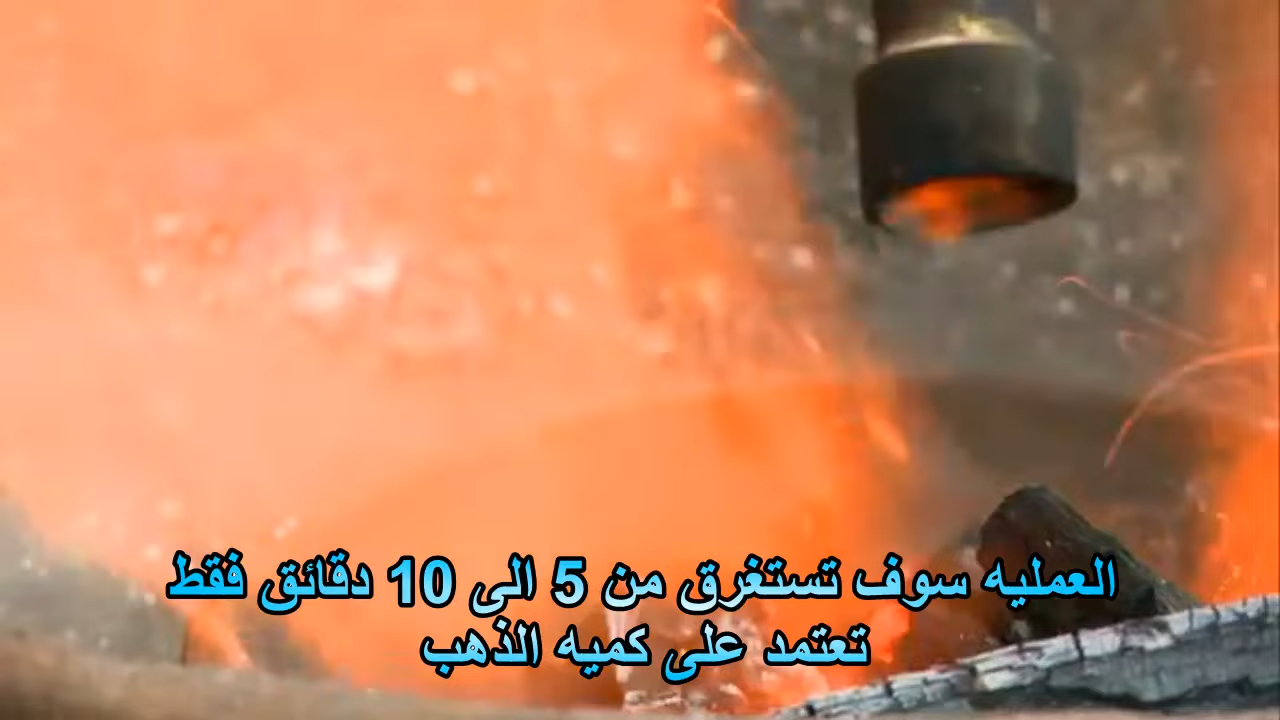 العمليه سوف تستغرق من 5 الى 10 دقائق فقط
تعتمد على كميه الذهب